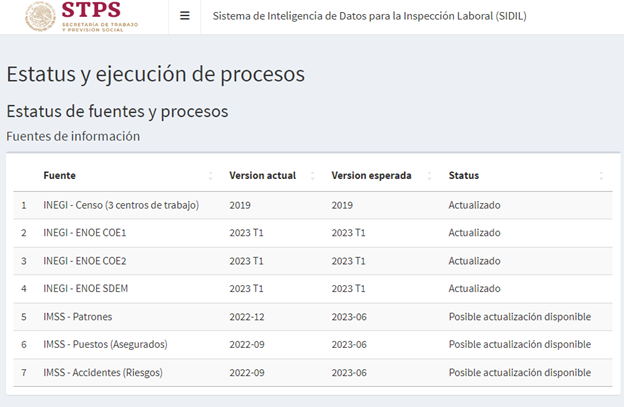 STPS
SECRETARÍA DE TRABAJO
Y PREVISIÓN SOCIAL
Sistema de Inteligencia de Datos para la Inspección Laboral (SIDIL)
Estatus y ejecución de procesos
Estatus de fuentes y procesos
Fuentes de información
Fuente Version actual Version esperada Status
1 INEGI - Censo (3 centros de trabajo) 2019 2019 Actualizado
2 INEGI - ENOE COE1 2023 T1 2023 T1 Actualizado
3 INEGI - ENOE COE2 2023 T1 2023 T1 Actualizado
4 INEGI - ENOE SDEM 2023 T1 2023 T1 Actualizado
5 IMSS - Patrones 2022-12 2023-06 Posible actualización disponible
6 IMSS - Puestos (Asegurados) 2022-09 2023-06 Posible actualización disponible
7 IMSS - Accidentes (Riesgos) 2022-09 2023-06 Posible actualización disponible